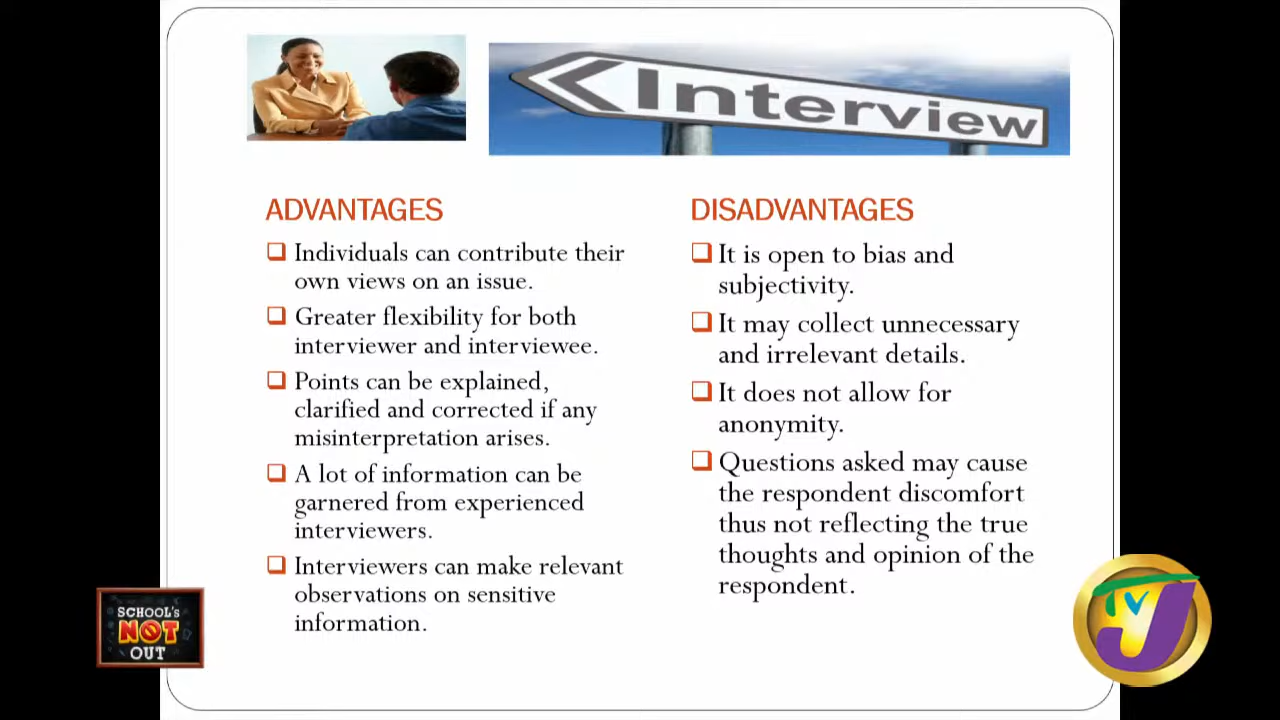 Interview
ADVANTAGES
Individuals can contribute their
own views on an issue.
Greater flexibility for both
interviewer and interviewee.
Points can be explained,
clarified and corrected if any
misinterpretation arises.
A lot of information can be
garnered from experienced
interviewers.
Interviewers can make relevant
observations on sensitive
information.
DISADVANTAGES
It is open to bias and
subjectivity.
It may collect unnecessary
and irrelevant details.
It does not allow for
anonymity.
Questions asked may cause
the respondent discomfort
thus not reflecting the true
thoughts and opinion of the
respondent.
SCHOOL's
NOT
OUT
TVJ